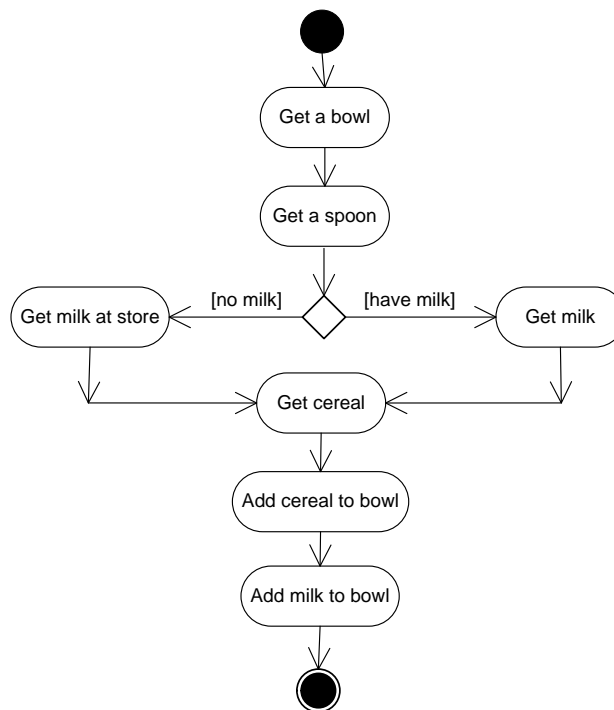 Get a bowl
Get a spoon
[no milk]
[have milk]
Get milk at store
Get milk
Get cereal
Add cereal to bowl
Add milk to bowl